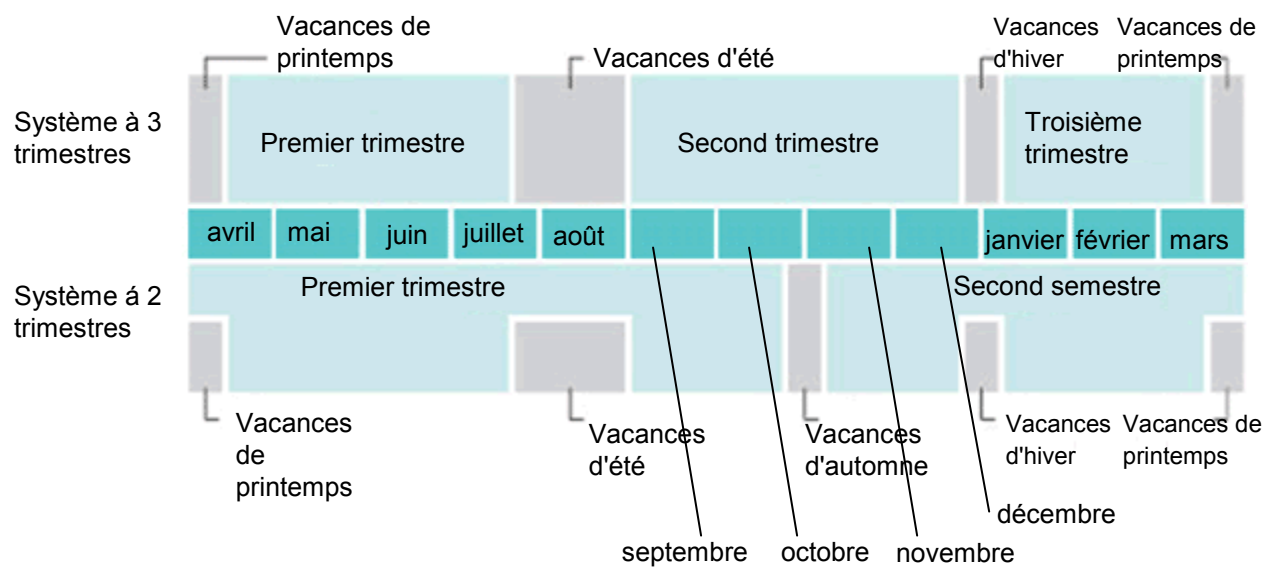 Vacances de
printemps
Vacances d'été
Vacances
d'hiver
Vacances de
printemps
Système à 3
trimestres
Premier trimestre
Second trimestre
Troisième
trimestre
avril
mai
juin
juillet
août
janvier
février
mars
Système á 2
trimestres
Premier trimestre
Second semestre
Vacances
de
printemps
Vacances
d'été
Vacances
d'automne
Vacances
d'hiver
Vacances de
printemps
septembre
octobre
novembre
décembre